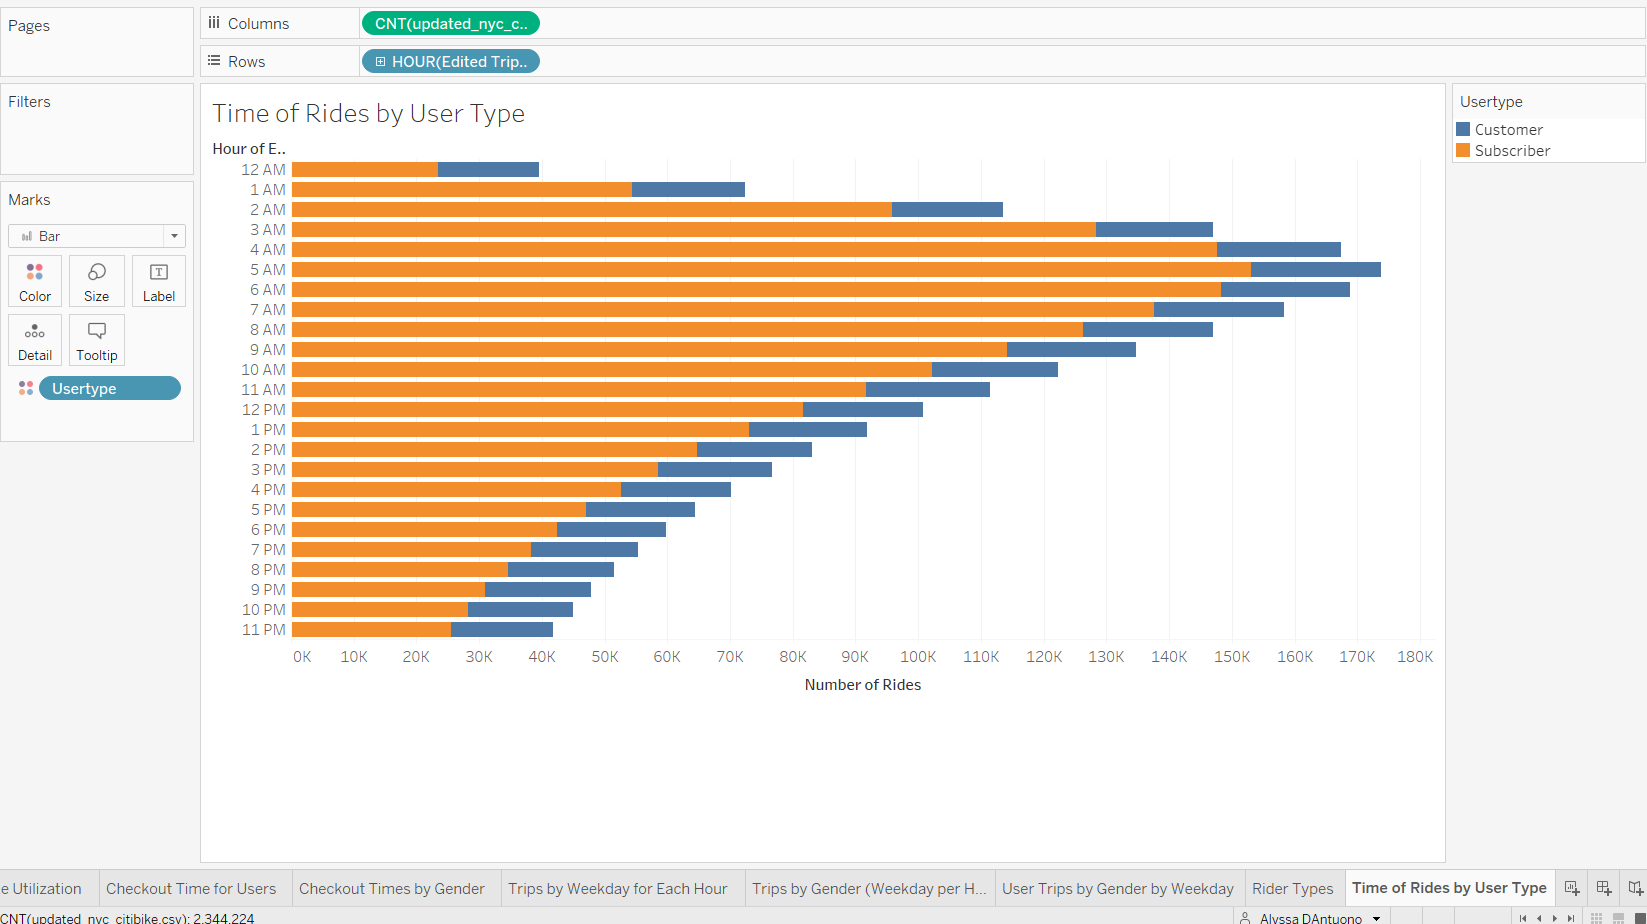 Pages
Columns
CNT(updated_nyc_c..
Rows
HOUR(Edited Trip..
Filters
Marks
Bar
Color
Size
Label
Detail
Tooltip
Usertype
Time of Rides by User Type
Hour of E..
12 AM
1 AM
2 AM
3 AM
4 AM
5 AM
6 AM
7 AM
8 AM
9 AM
10 AM
11 AM
12 PM
1 PM
2 PM
3 PM
4 PM
5 PM
6 PM
7 PM
8 PM
9 PM
10 PM
11 PM
0K 10K 20K 30K 40K 50K 60K 70K 80K 90K 100K 110K 120K 130K 140K 150K 160K 170K 180K
Number of Rides
Usertype
Customer
Subscriber
e Utilization
Checkout Time for Users
Checkout Times by Gender
Trips by Weekday for Each Hour
Trips by Gender (Weekday per H...
User Trips by Gender by Weekday
Rider Types
Time of Rides by User Type
CNT(updated_nyc_citibike.csv): 2,344,224
Alyssa DAntuono